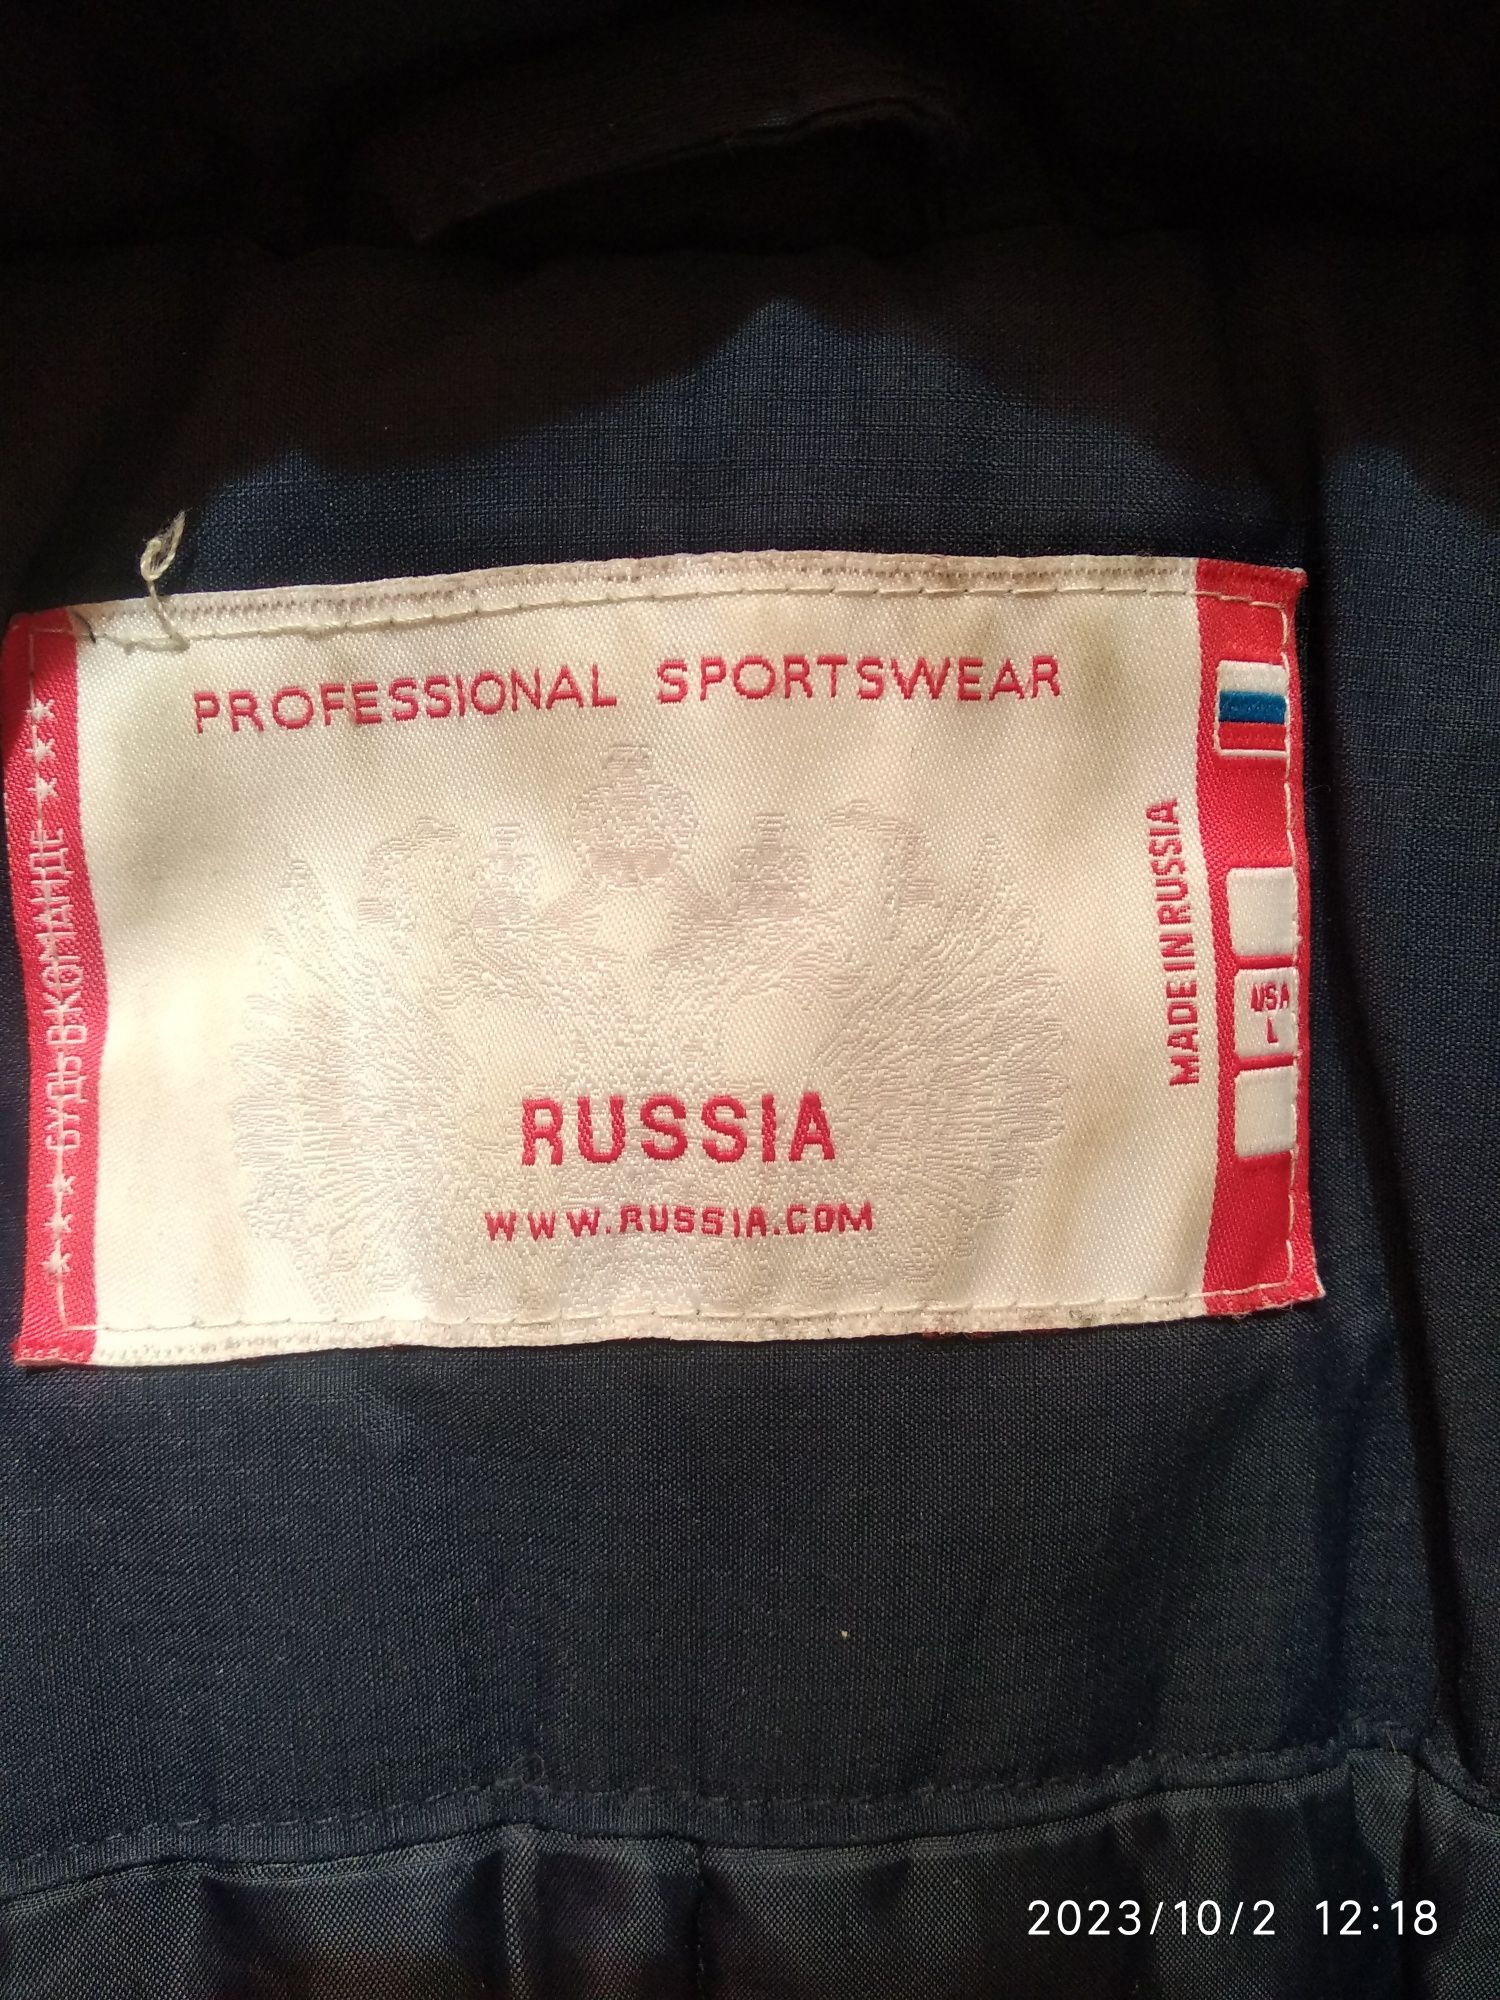 PROFESSIONAL SPORTSWEAR
БУДЬ В КОМАНДЕ
MADE IN RUSSIA
USA
L
RUSSIA
WWW.RUSSIA.COM
2023/10/2 12:18